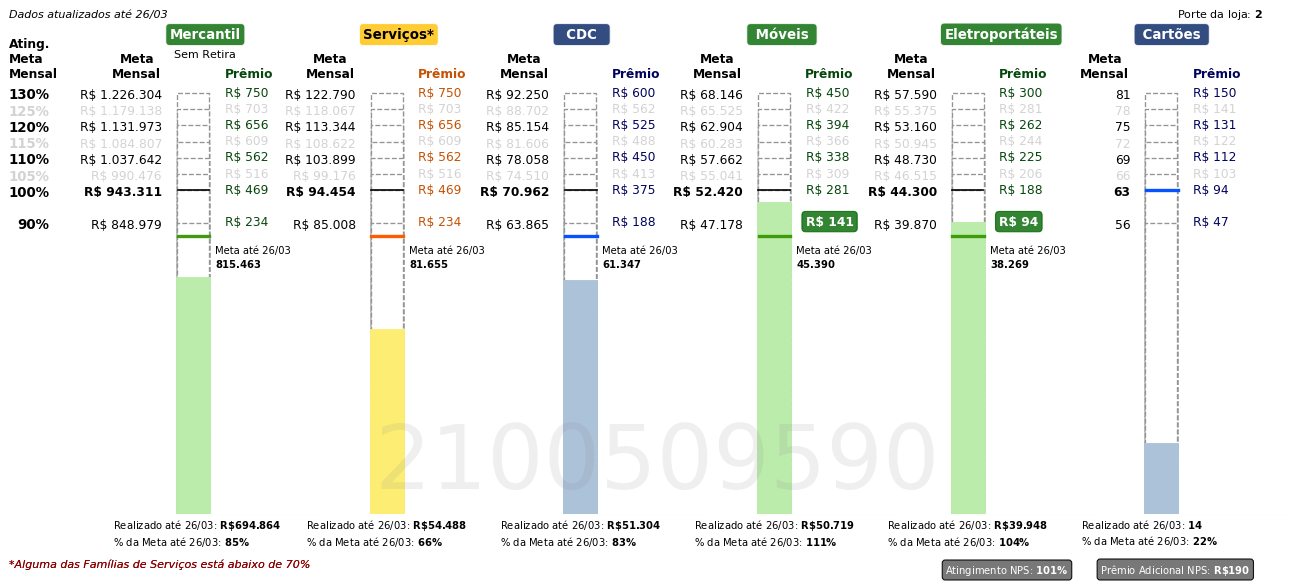 Dados atualizados até 26/03
Porte da loja: 2
Mercantil Serviços* CDC Móveis Eletroportáteis Cartões
Sem Retira
Ating. Meta Mensal
Meta Mensal Prêmio Meta Mensal Prêmio Meta Mensal Prêmio Meta Mensal Prêmio Meta Mensal Prêmio Meta Mensal Prêmio
130% R$ 1.226.304 R$ 750 R$ 122.790 R$ 750 R$ 92.250 R$ 600 R$ 68.146 R$ 450 R$ 57.590 R$ 300 81 R$ 150
125% R$ 1.179.138 R$ 703 R$ 118.067 R$ 703 R$ 88.702 R$ 562 R$ 65.525 R$ 422 R$ 55.375 R$ 281 78 R$ 141
120% R$ 1.131.973 R$ 656 R$ 113.344 R$ 656 R$ 85.154 R$ 525 R$ 62.904 R$ 394 R$ 53.160 R$ 262 75 R$ 131
115% R$ 1.084.807 R$ 609 R$ 108.622 R$ 609 R$ 81.606 R$ 488 R$ 60.283 R$ 366 R$ 50.945 R$ 244 72 R$ 122
110% R$ 1.037.642 R$ 562 R$ 103.899 R$ 562 R$ 78.058 R$ 450 R$ 57.662 R$ 338 R$ 48.730 R$ 225 69 R$ 112
105% R$ 990.476 R$ 516 R$ 99.176 R$ 516 R$ 74.510 R$ 413 R$ 55.041 R$ 309 R$ 46.515 R$ 206 66 R$ 103
100% R$ 943.311 R$ 469 R$ 94.454 R$ 469 R$ 70.962 R$ 375 R$ 52.420 R$ 281 R$ 44.300 R$ 188 63 R$ 94
90% R$ 848.979 R$ 234 R$ 85.008 R$ 234 R$ 63.865 R$ 188 R$ 47.178 R$ 141 R$ 39.870 R$ 94 56 R$ 47
Meta até 26/03 Meta até 26/03 Meta até 26/03 Meta até 26/03 Meta até 26/03
815.463 81.655 61.347 45.390 38.269
2100509590
Realizado até 26/03: R$694.864 Realizado até 26/03: R$54.488 Realizado até 26/03: R$51.304 Realizado até 26/03: R$50.719 Realizado até 26/03: R$39.948 Realizado até 26/03: 14
% da Meta até 26/03: 85% % da Meta até 26/03: 66% % da Meta até 26/03: 83% % da Meta até 26/03: 111% % da Meta até 26/03: 104% % da Meta até 26/03: 22%
*Alguma das Famílias de Serviços está abaixo de 70%
Atingimento NPS: 101% Prêmio Adicional NPS: R$190